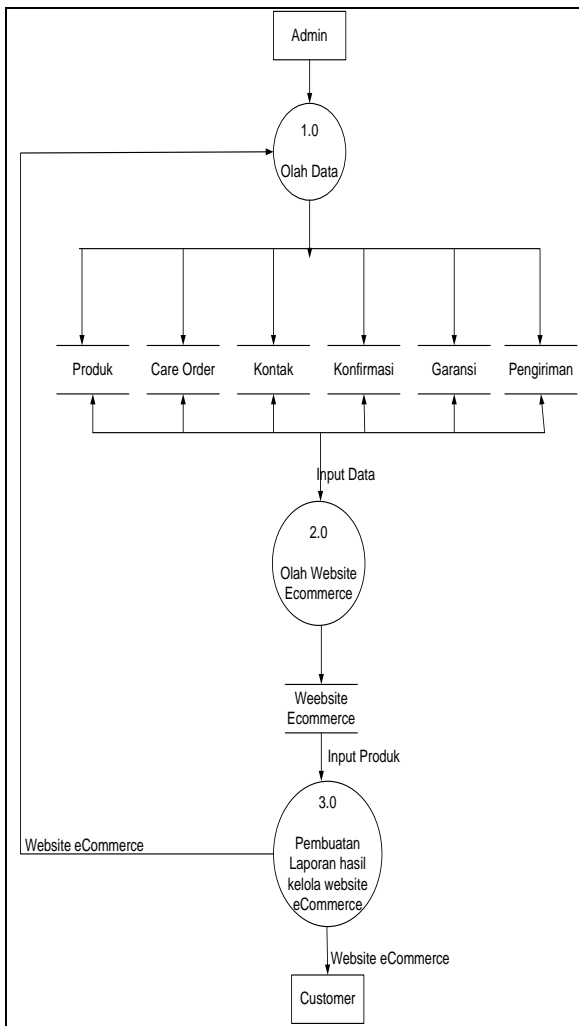 Admin
1.0
Olah Data
Produk
Care Order
Kontak
Konfirmasi
Garansi
Pengiriman
Input Data
2.0
Olah Website
Ecommerce
Weebsite
Ecommerce
Input Produk
3.0
Pembuatan
Laporan hasil
kelola website
eCommerce
Website eCommerce
Website eCommerce
Customer